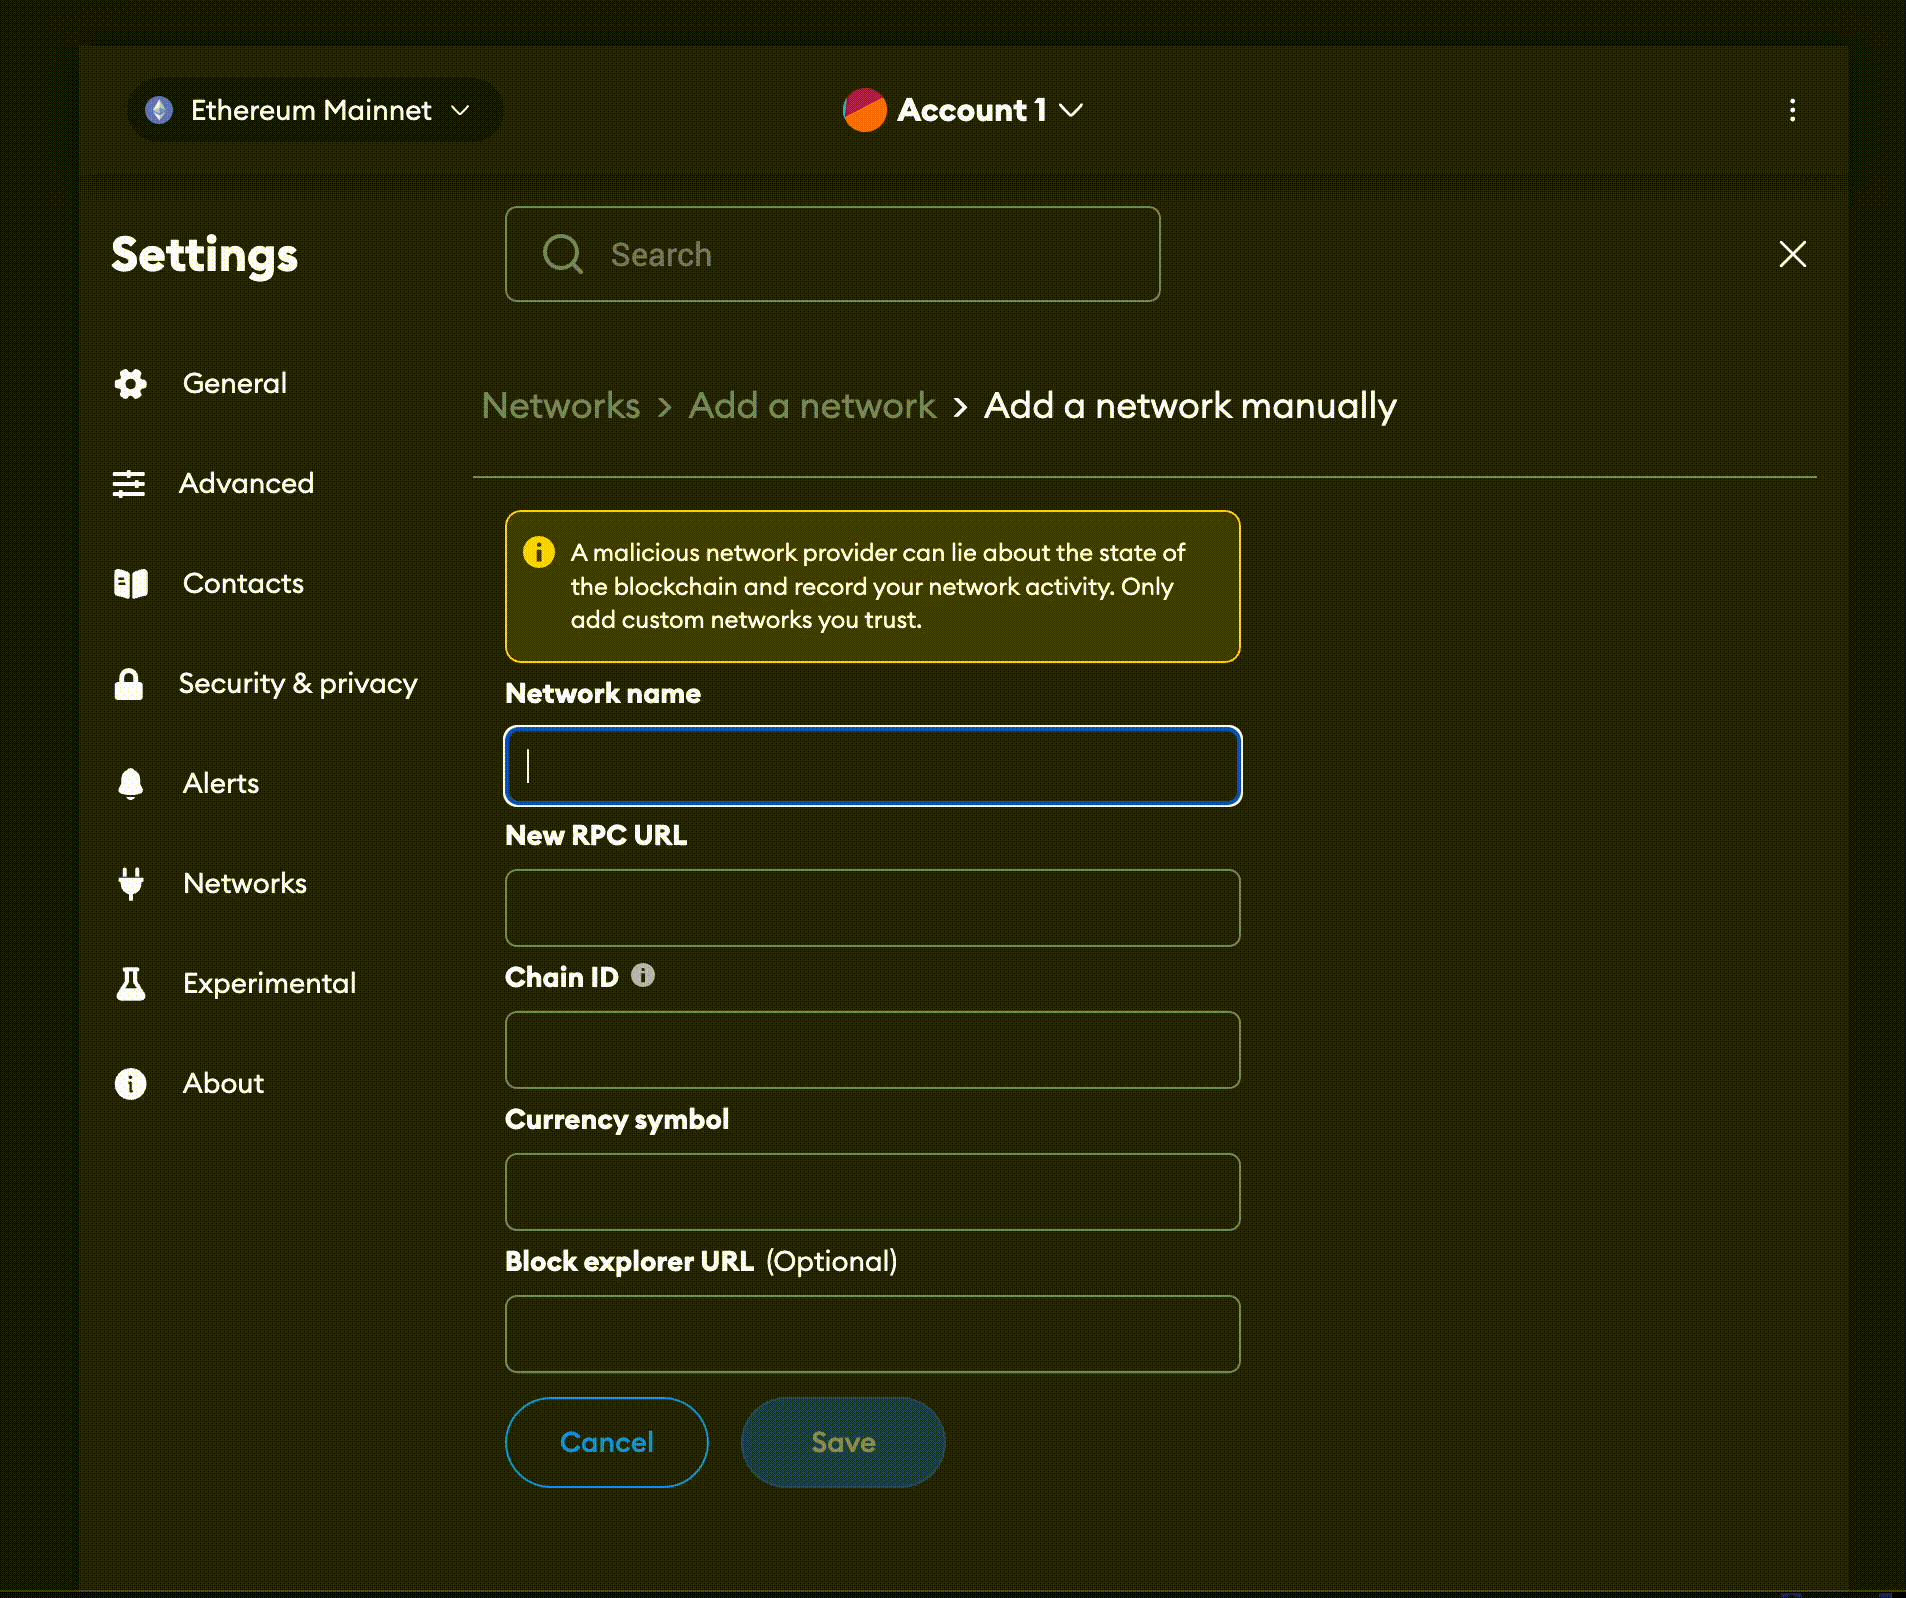 Ethereum Mainnet
Account 1
Settings
Search
General
Advanced
Contacts
Security & privacy
Alerts
Networks
Experimental
About
Networks > Add a network > Add a network manually
A malicious network provider can lie about the state of
the blockchain and record your network activity. Only
add custom networks you trust.
Network name
New RPC URL
Chain ID
Currency symbol
Block explorer URL (Optional)
Cancel
Save